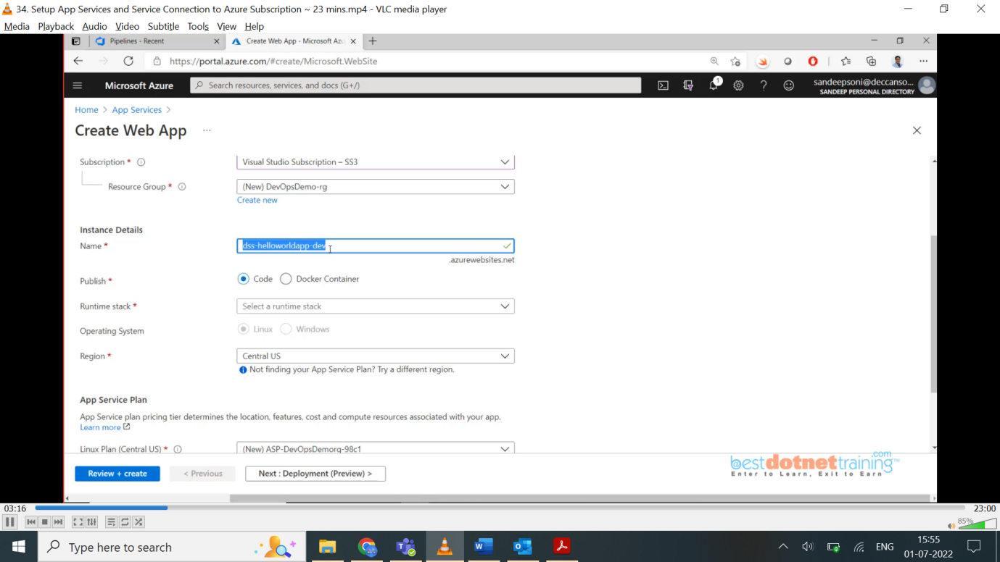 34. Setup App Services and Service Connection to Azure Subscription ~ 23 mins.mp4 - VLC media player
Media Playback Audio Video Subtitle Tools View Help
Pipelines - Recent
Create Web App - Microsoft Azu
https://portal.azure.com/#create/Microsoft.WebSite
Microsoft Azure
Search resources, services, and docs (G+/)
1
sandeepsoni@deccanso...
SANDEEP PERSONAL DIRECTORY
Home > App Services >
Create Web App ...
Subscription * Visual Studio Subscription – SS3
Resource Group * (New) DevOpsDemo-rg
Create new
Instance Details
Name * dss-helloworldapp-dev
.azurewebsites.net
Publish * Code Docker Container
Runtime stack * Select a runtime stack
Operating System Linux Windows
Region * Central US
Not finding your App Service Plan? Try a different region.
App Service Plan
App Service plan pricing tier determines the location, features, cost and compute resources associated with your app.
Learn more
Linux Plan (Central US) * (New) ASP-DevOpsDemorg-98c1
Review + create < Previous Next : Deployment (Preview) >
bestdotnettraining.com
Enter to Learn, Exit to Earn
03:16 23:00
85%
Type here to search
ENG
15:55
01-07-2022